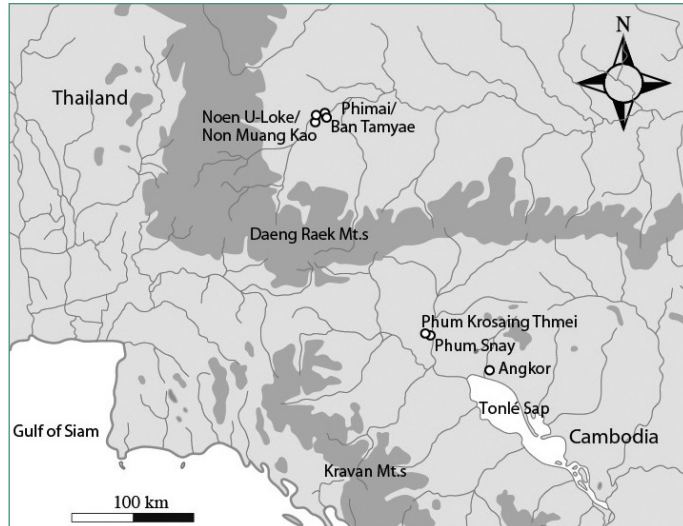 N
Thailand
Noen U-Loke/
Non Muang Kao
Phimai/
Ban Tamyae
Daeng Raek Mt.s
Phum Krosaing Thmei
Phum Snay
Angkor
Tonlé Sap
Gulf of Siam
Cambodia
Kravan Mt.s
100 km